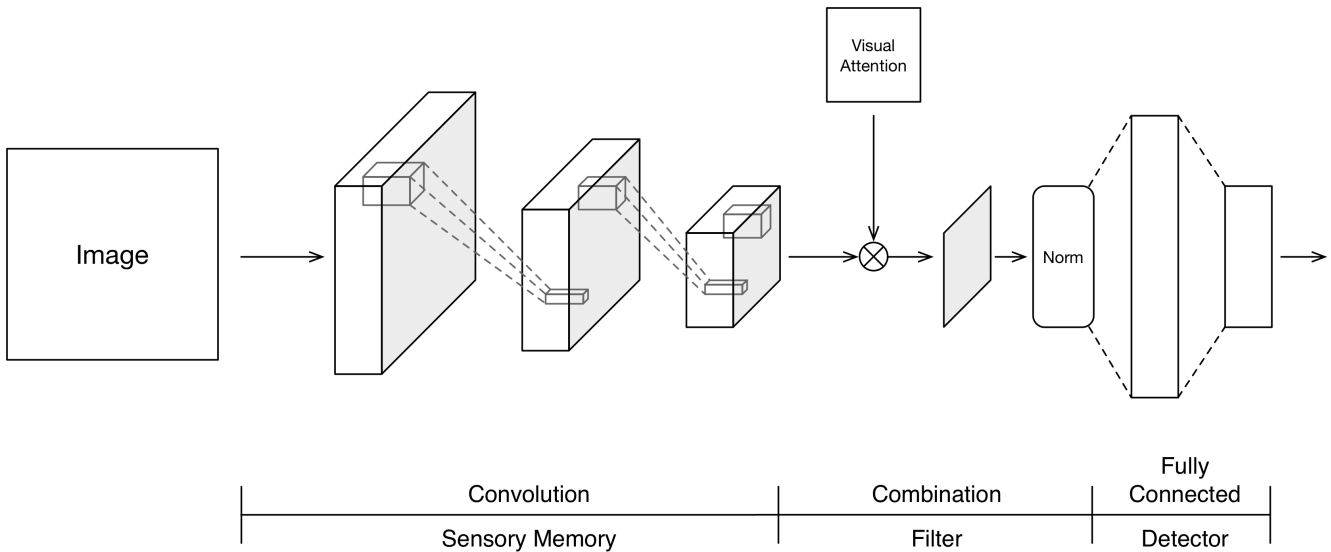 Visual
Attention
Image
Norm
Convolution
Combination
Fully
Connected
Sensory Memory
Filter
Detector